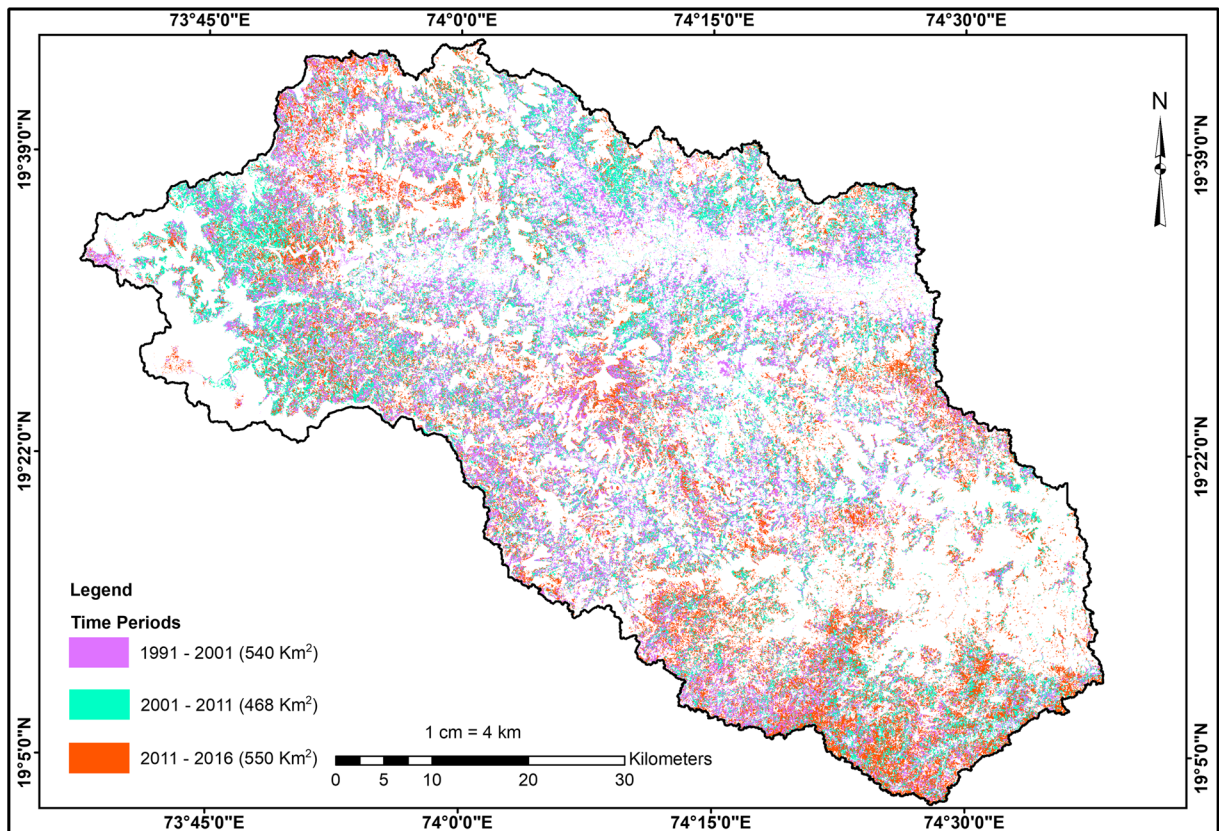 73°45'0"E 74°0'0"E 74°15'0"E 74°30'0"E
N
19°39'0"N
19°39'0"N
19°22'0"N
19°22'0"N
Legend
Time Periods
1991 - 2001 (540 Km²)
2001 - 2011 (468 Km²)
2011 - 2016 (550 Km²)
1 cm = 4 km
Kilometers
0 5 10 20 30
19°5'0"N
19°5'0"N
73°45'0"E 74°0'0"E 74°15'0"E 74°30'0"E